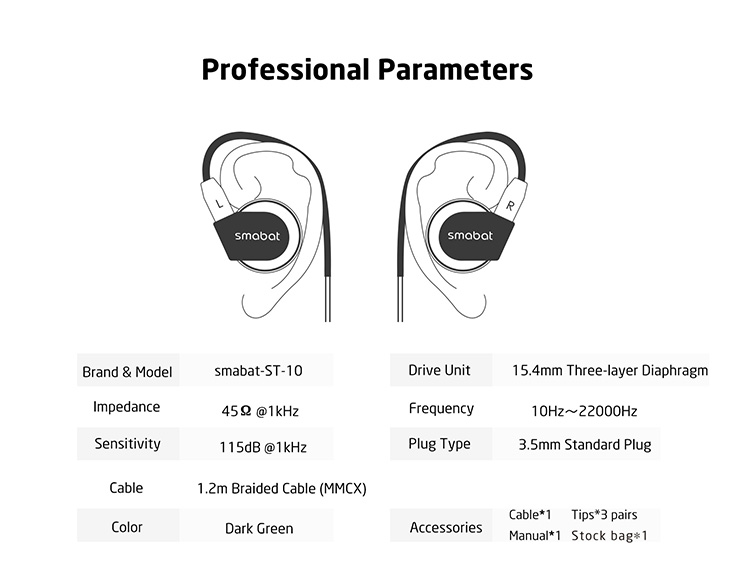 Professional Parameters
L
R
smabat
smabat
Brand & Model smabat-ST-10 Drive Unit 15.4mm Three-layer Diaphragm
Impedance 45Ω @1kHz Frequency 10Hz～22000Hz
Sensitivity 115dB @1kHz Plug Type 3.5mm Standard Plug
Cable 1.2m Braided Cable (MMCX)
Color Dark Green Accessories Cable*1 Tips*3 pairs
Manual*1 Stock bag*1